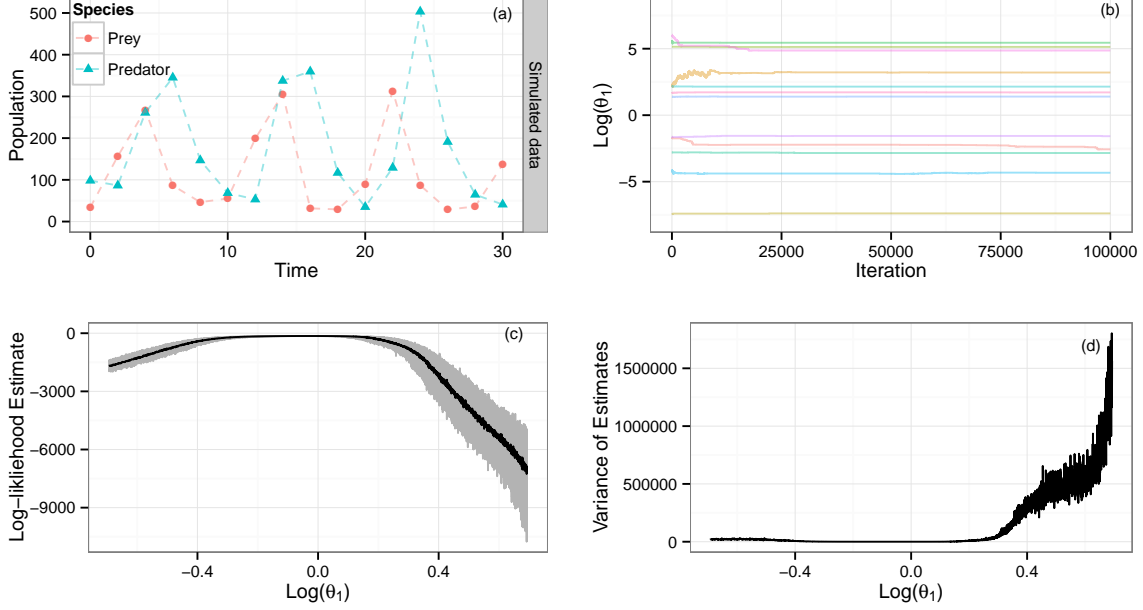 Species
(a)
Prey
Predator
500
400
300
200
100
0
Population
0
10
20
30
Time
Simulated data
(b)
5
0
−5
Log(θ₁)
0
25000
50000
75000
100000
Iteration
(c)
0
−3000
−6000
−9000
Log−likliehood Estimate
−0.4
0.0
0.4
Log(θ₁)
(d)
1500000
1000000
500000
0
Variance of Estimates
−0.4
0.0
0.4
Log(θ₁)